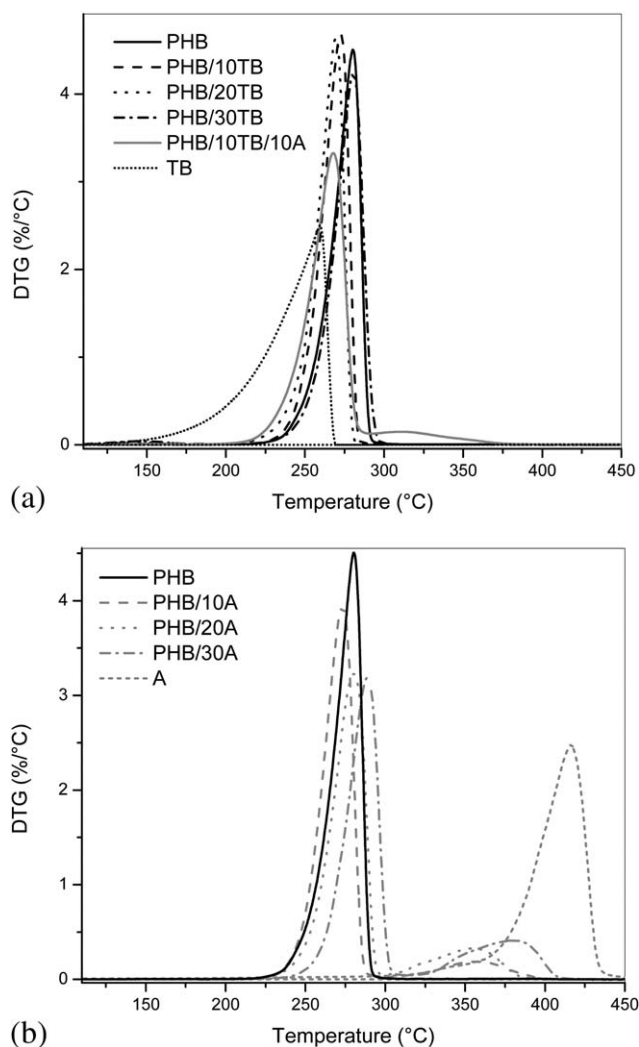 4
2
0
DTG (%/°C)
PHB
PHB/10TB
PHB/20TB
PHB/30TB
PHB/10TB/10A
TB
150 200 250 300 350 400 450
Temperature (°C)
(a)
4
3
2
1
0
DTG (%/°C)
PHB
PHB/10A
PHB/20A
PHB/30A
A
150 200 250 300 350 400 450
Temperature (°C)
(b)